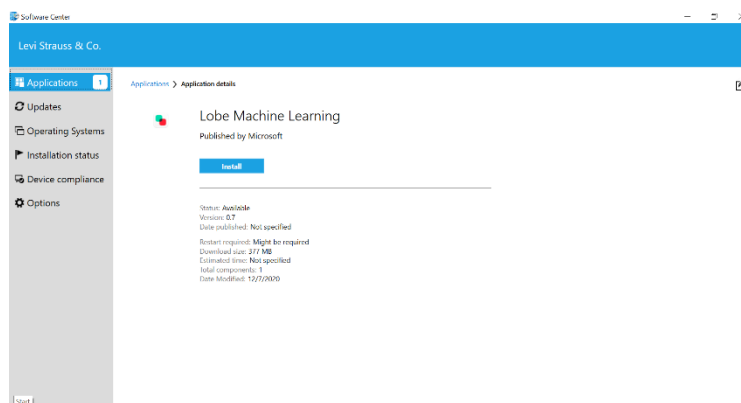 Software Center
Levi Strauss & Co.
Applications 1
Updates
Operating Systems
Installation status
Device compliance
Options
Applications > Application details
Lobe Machine Learning
Published by Microsoft
Install
Status: Available
Version: 0.7
Date published: Not specified
Restart required: Might be required
Download size: 377 MB
Estimated time: Not specified
Total components: 1
Date Modified: 12/7/2020
Start